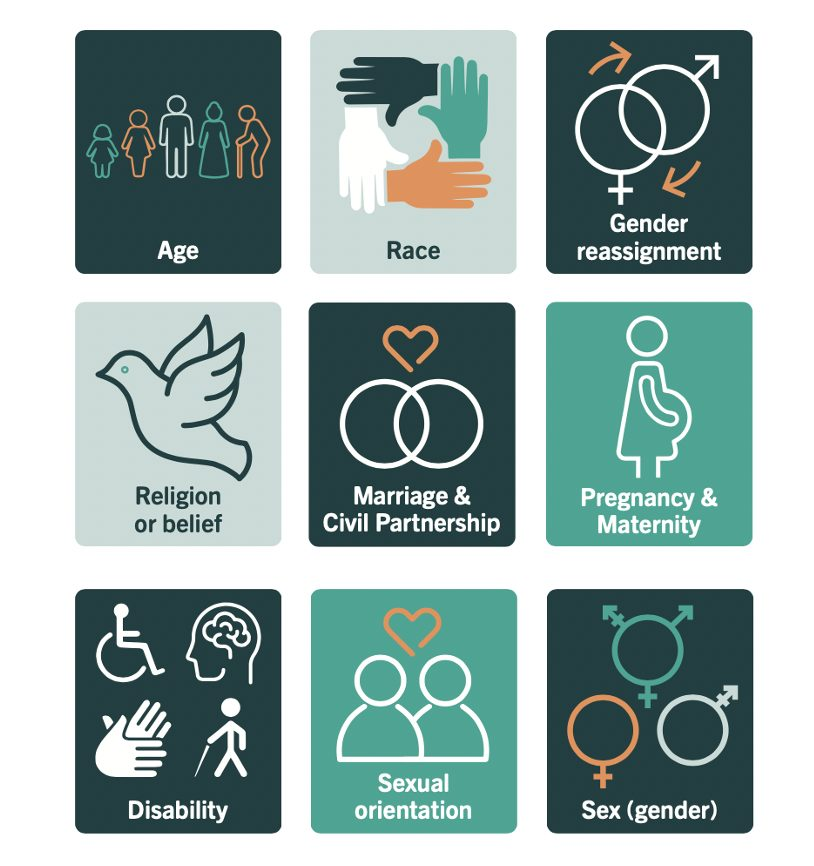 Age
Race
Gender
reassignment
Religion
or belief
Marriage &
Civil Partnership
Pregnancy &
Maternity
Disability
Sexual
orientation
Sex (gender)